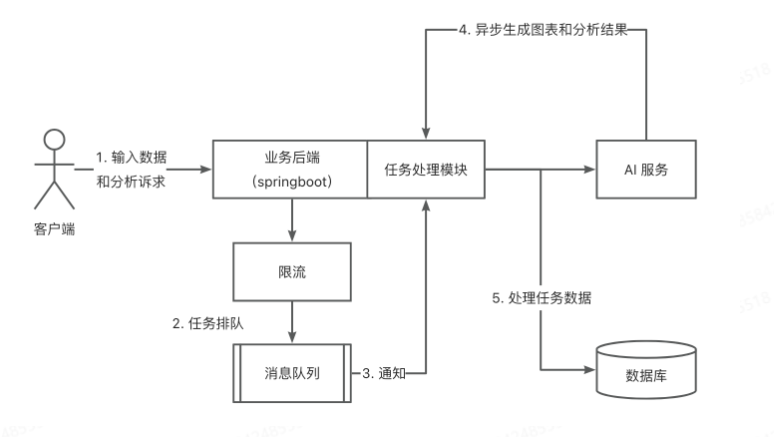 4. 异步生成图表和分析结果
1. 输入数据
和分析诉求
业务后端
（springboot）
任务处理模块
AI 服务
客户端
限流
2. 任务排队
5. 处理任务数据
消息队列
3. 通知
数据库